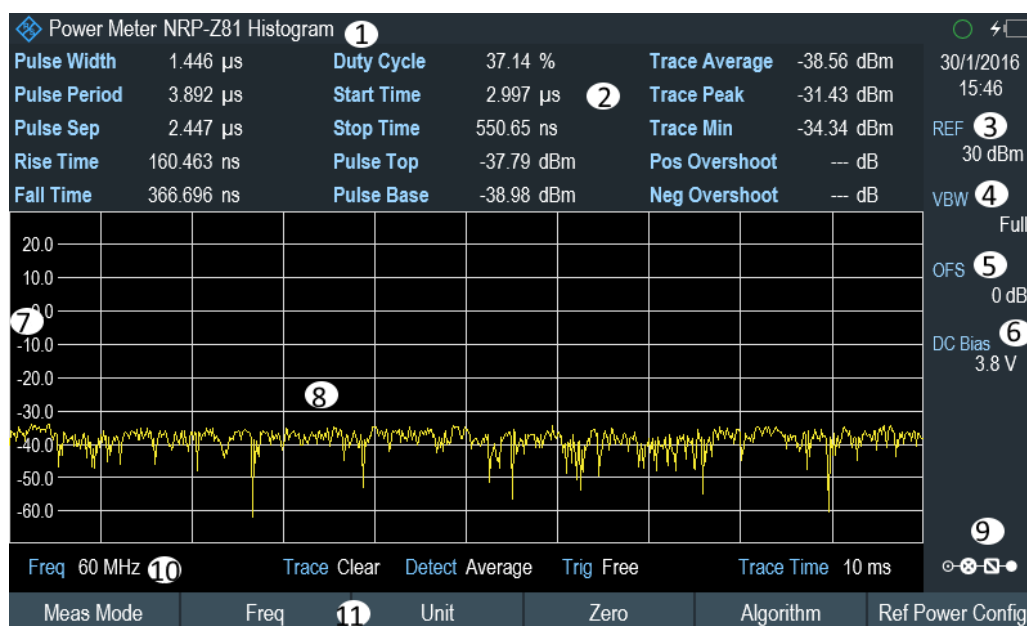 Power Meter NRP-Z81 Histogram 1
Pulse Width 1.446 µs Duty Cycle 37.14 % Trace Average -38.56 dBm 30/1/2016
Pulse Period 3.892 µs Start Time 2.997 µs 2 Trace Peak -31.43 dBm 15:46
Pulse Sep 2.447 µs Stop Time 550.65 ns Trace Min -34.34 dBm REF 3
Rise Time 160.463 ns Pulse Top -37.79 dBm Pos Overshoot --- dB 30 dBm
Fall Time 366.696 ns Pulse Base -38.98 dBm Neg Overshoot --- dB VBW 4
Full
20.0
10.0 OFS 5
0 dB
7 .0
-10.0 DC Bias 6
3.8 V
-20.0
8
-30.0
-40.0
-50.0
-60.0
9
Freq 60 MHz 10 Trace Clear Detect Average Trig Free Trace Time 10 ms
Meas Mode Freq 11 Unit Zero Algorithm Ref Power Config